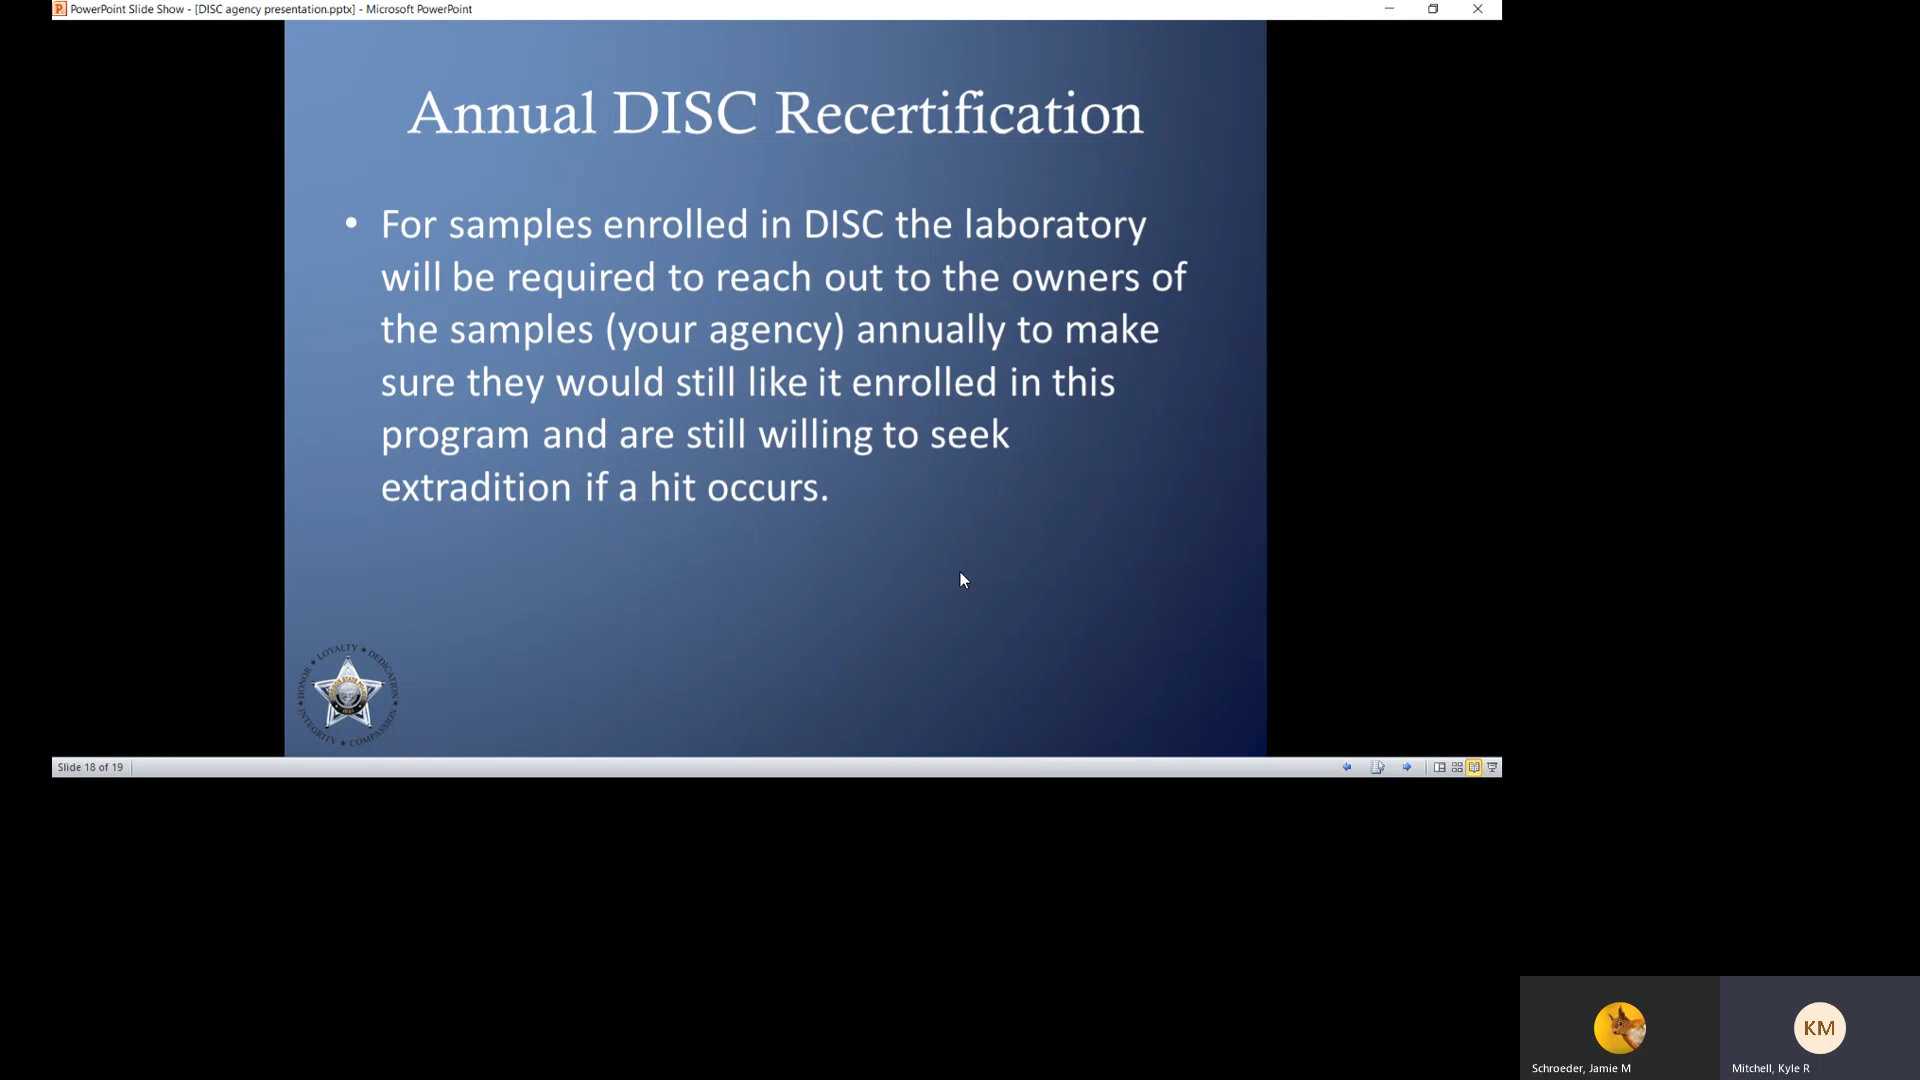 PowerPoint Slide Show - [DISC agency presentation.pptx] - Microsoft PowerPoint
Annual DISC Recertification
• For samples enrolled in DISC the laboratory
will be required to reach out to the owners of
the samples (your agency) annually to make
sure they would still like it enrolled in this
program and are still willing to seek
extradition if a hit occurs.
HONOR ★ LOYALTY ★ DEDICATION
INTEGRITY ★ COMPASSION
Slide 18 of 19
KM
Schroeder, Jamie M
Mitchell, Kyle R